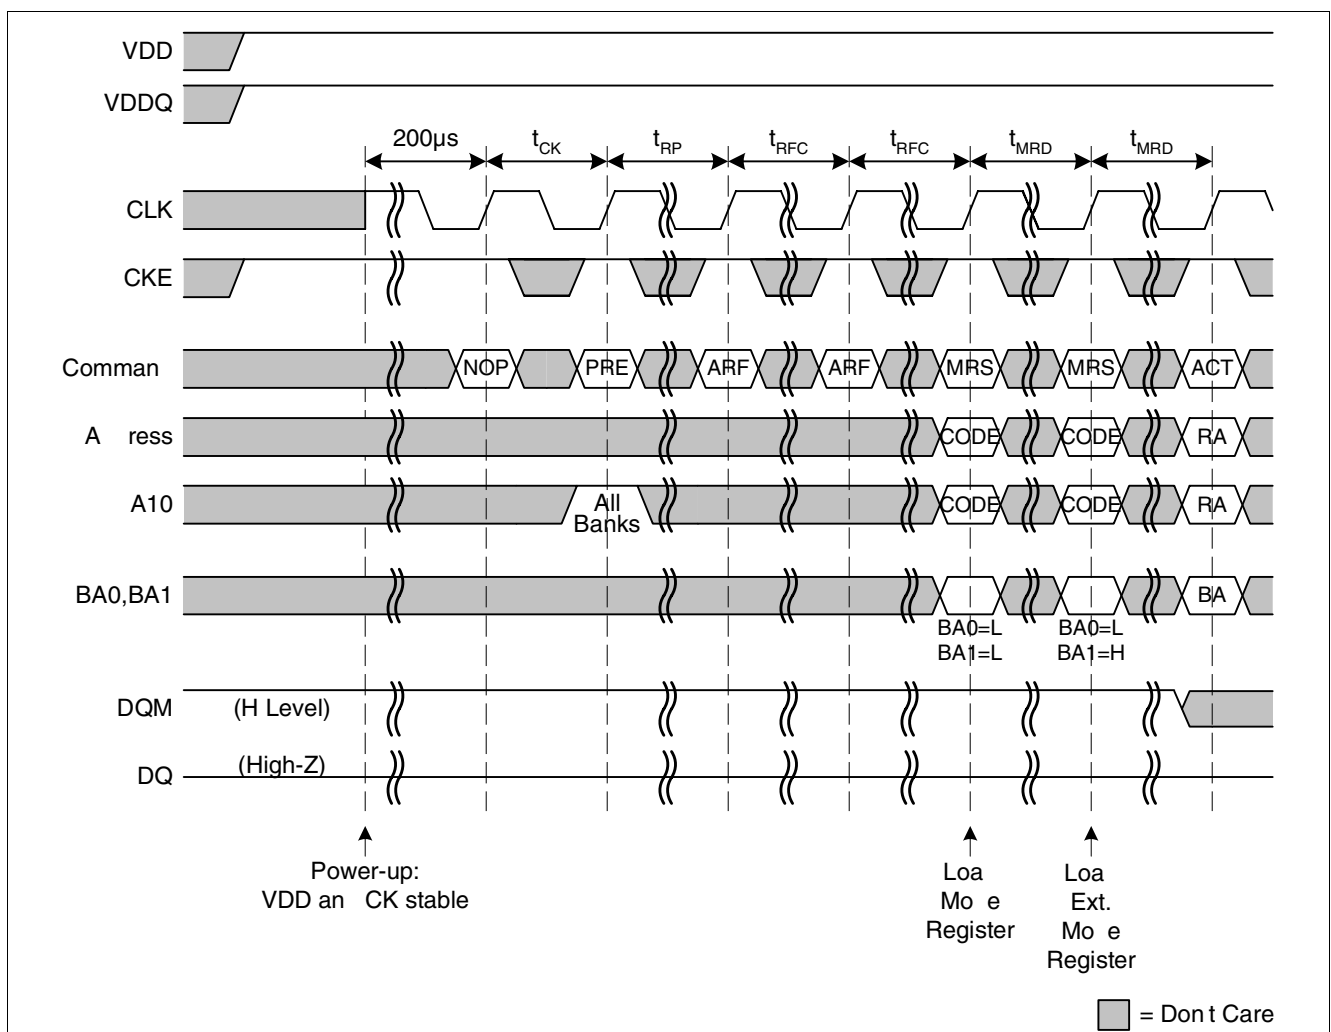 VDD
VDDQ
200µs tCK tRP tRFC tRFC tMRD tMRD
CLK
CKE
Comman NOP PRE ARF ARF MRS MRS ACT
A ress CODE CODE RA
A10 All Banks CODE CODE RA
BA0,BA1 BA
BA0=L BA0=L
BA1=L BA1=H
DQM (H Level)
DQ (High-Z)
Power-up:
VDD an CK stable
Loa
Mo e
Register
Loa
Ext.
Mo e
Register
= Don t Care